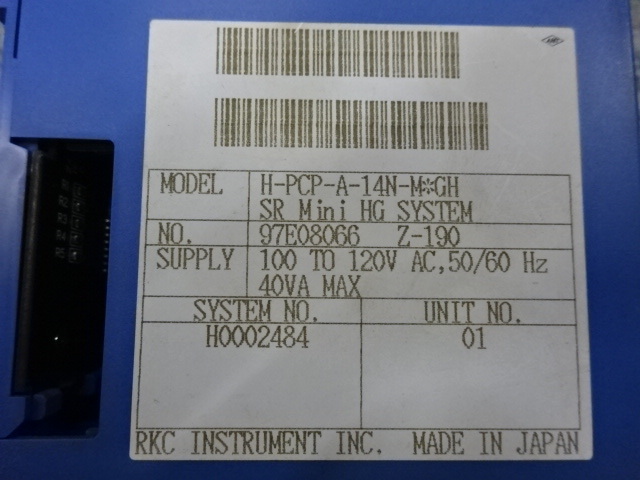 MODEL H-PCP-A-14N-M*GH
SR Mini HG SYSTEM
NO. 97E08066 Z-190
SUPPLY 100 TO 120V AC,50/60 Hz
40VA MAX
SYSTEM NO. UNIT NO.
H0002484 01
RKC INSTRUMENT INC. MADE IN JAPAN